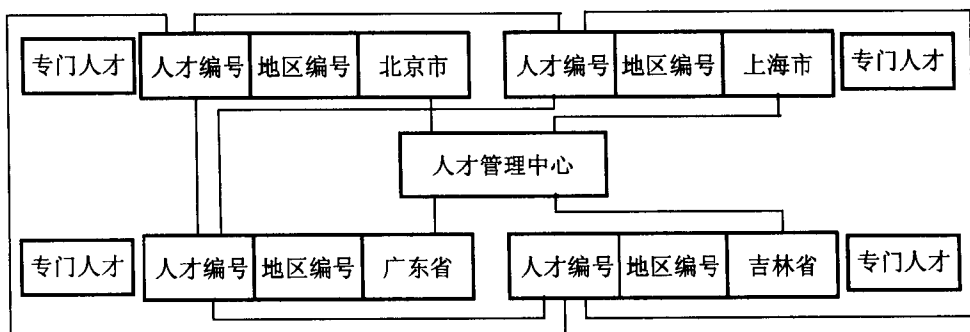 专门人才 人才编号 地区编号 北京市 人才编号 地区编号 上海市 专门人才
人才管理中心
专门人才 人才编号 地区编号 广东省 人才编号 地区编号 吉林省 专门人才